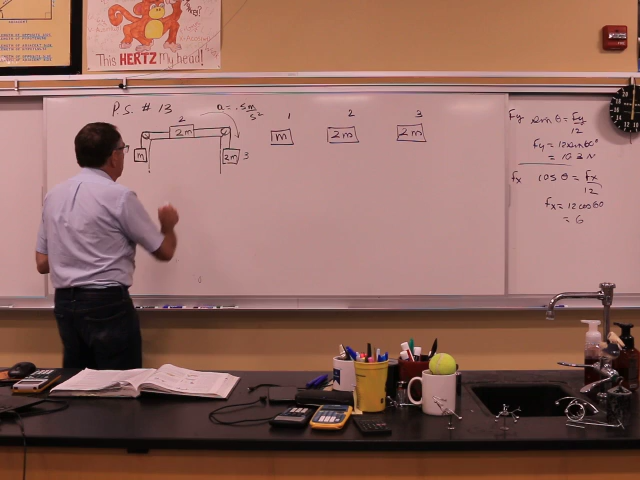 This HERTZ My head!
P.S. # 13
a = .5 m/s²
2
2m
m
2m 3
1
m
2
2m
3
2m
Fy sin θ = Fy/12
Fy = 12 sin 60°
= 10.3 N
fx cos θ = fx/12
fx = 12 cos 60
= 6